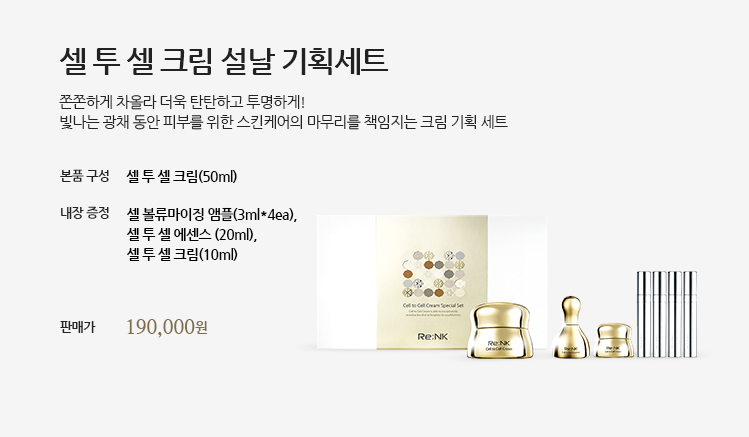 셀 투 셀 크림 설날 기획세트
쫀쫀하게 차올라 더욱 탄탄하고 투명하게!
빛나는 광채 동안 피부를 위한 스킨케어의 마무리를 책임지는 크림 기획 세트
본품 구성 셀 투 셀 크림(50ml)
내장 증정 셀 볼류마이징 앰플(3ml*4ea),
셀 투 셀 에센스 (20ml),
셀 투 셀 크림(10ml)
판매가 190,000원
Cell to Cell Cream Special Set
Re:NK
Re:NK
Cell to Cell Cream
Re:NK
Re:NK